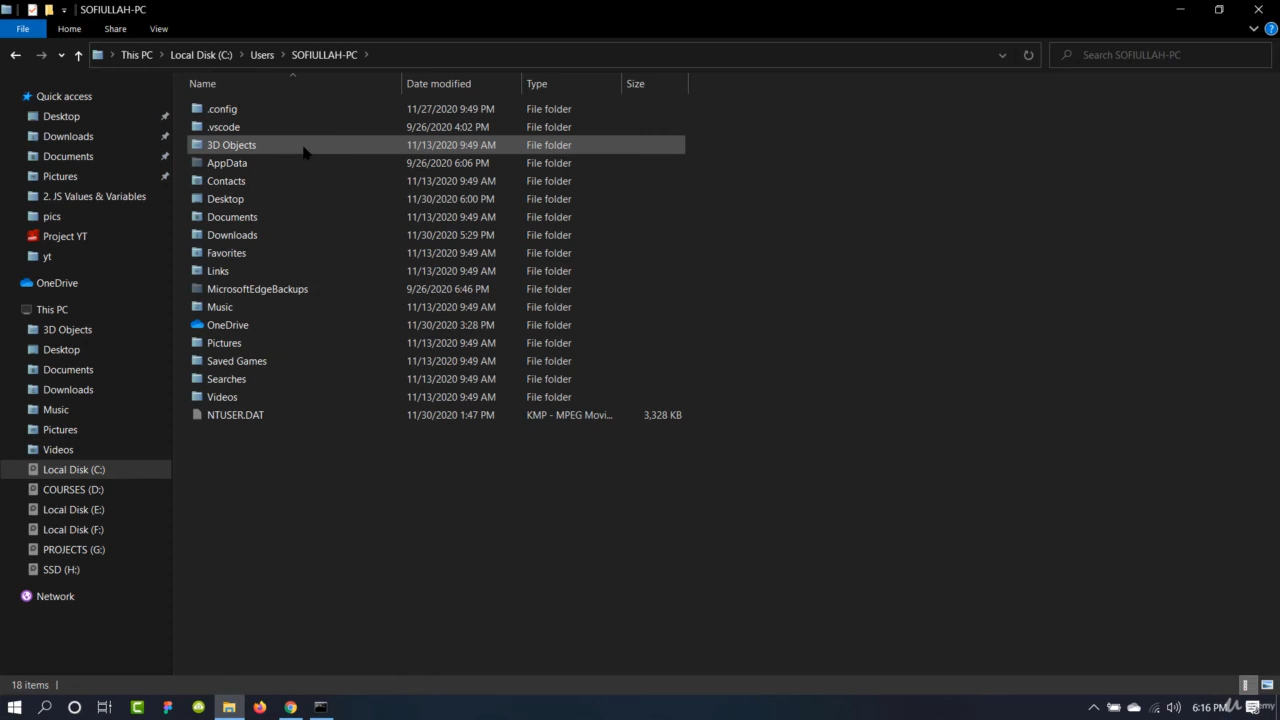 SOFIULLAH-PC
File Home Share View
This PC Local Disk (C:) Users SOFIULLAH-PC Search SOFIULLAH-PC
Name Date modified Type Size
Quick access
Desktop
Downloads
Documents
Pictures
2. JS Values & Variables
pics
Project YT
yt
OneDrive
This PC
3D Objects
Desktop
Documents
Downloads
Music
Pictures
Videos
Local Disk (C:)
COURSES (D:)
Local Disk (E:)
Local Disk (F:)
PROJECTS (G:)
SSD (H:)
Network
.config 11/27/2020 9:49 PM File folder
.vscode 9/26/2020 4:02 PM File folder
3D Objects 11/13/2020 9:49 AM File folder
AppData 9/26/2020 6:06 PM File folder
Contacts 11/13/2020 9:49 AM File folder
Desktop 11/30/2020 6:00 PM File folder
Documents 11/13/2020 9:49 AM File folder
Downloads 11/30/2020 5:29 PM File folder
Favorites 11/13/2020 9:49 AM File folder
Links 11/13/2020 9:49 AM File folder
MicrosoftEdgeBackups 9/26/2020 6:46 PM File folder
Music 11/13/2020 9:49 AM File folder
OneDrive 11/30/2020 3:28 PM File folder
Pictures 11/13/2020 9:49 AM File folder
Saved Games 11/13/2020 9:49 AM File folder
Searches 11/13/2020 9:49 AM File folder
Videos 11/13/2020 9:49 AM File folder
NTUSER.DAT 11/30/2020 1:47 PM KMP - MPEG Movi... 3,328 KB
18 items
6:16 PM